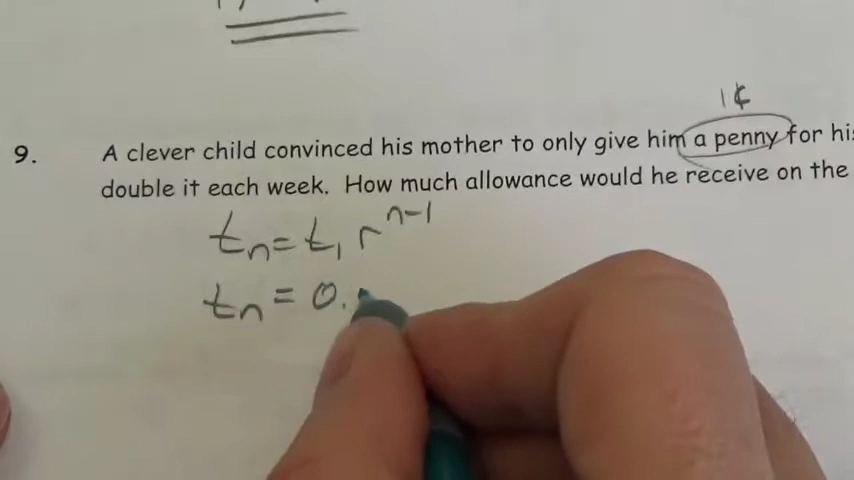 1¢
9. A clever child convinced his mother to only give him a penny for his
double it each week. How much allowance would he receive on the
tn = t1 r^n-1
tn = 0.